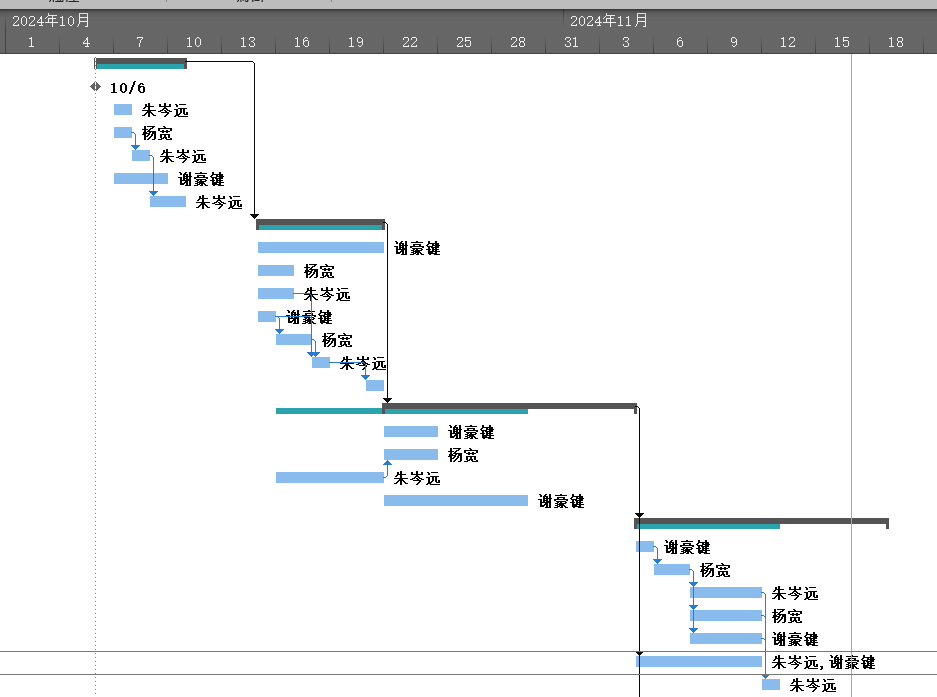 2024年10月 2024年11月
1 4 7 10 13 16 19 22 25 28 31 3 6 9 12 15 18
10/6
朱岑远
杨宽
朱岑远
谢豪键
朱岑远
谢豪键
杨宽
朱岑远
谢豪键
杨宽
朱岑远
谢豪键
杨宽
朱岑远
谢豪键
谢豪键
杨宽
朱岑远
杨宽
谢豪键
朱岑远,谢豪键
朱岑远